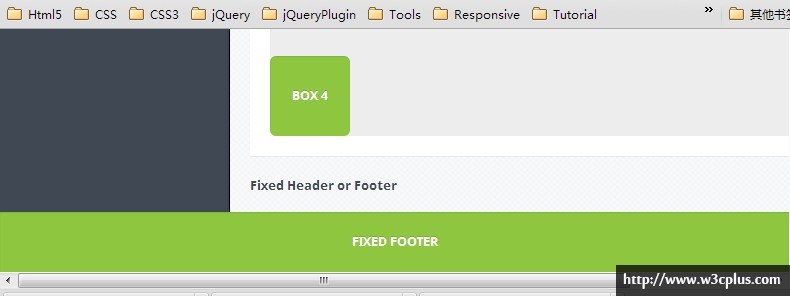 Html5 CSS CSS3 jQuery jQueryPlugin Tools Responsive Tutorial » 其他书签
BOX 4
Fixed Header or Footer
FIXED FOOTER
http://www.w3cplus.com